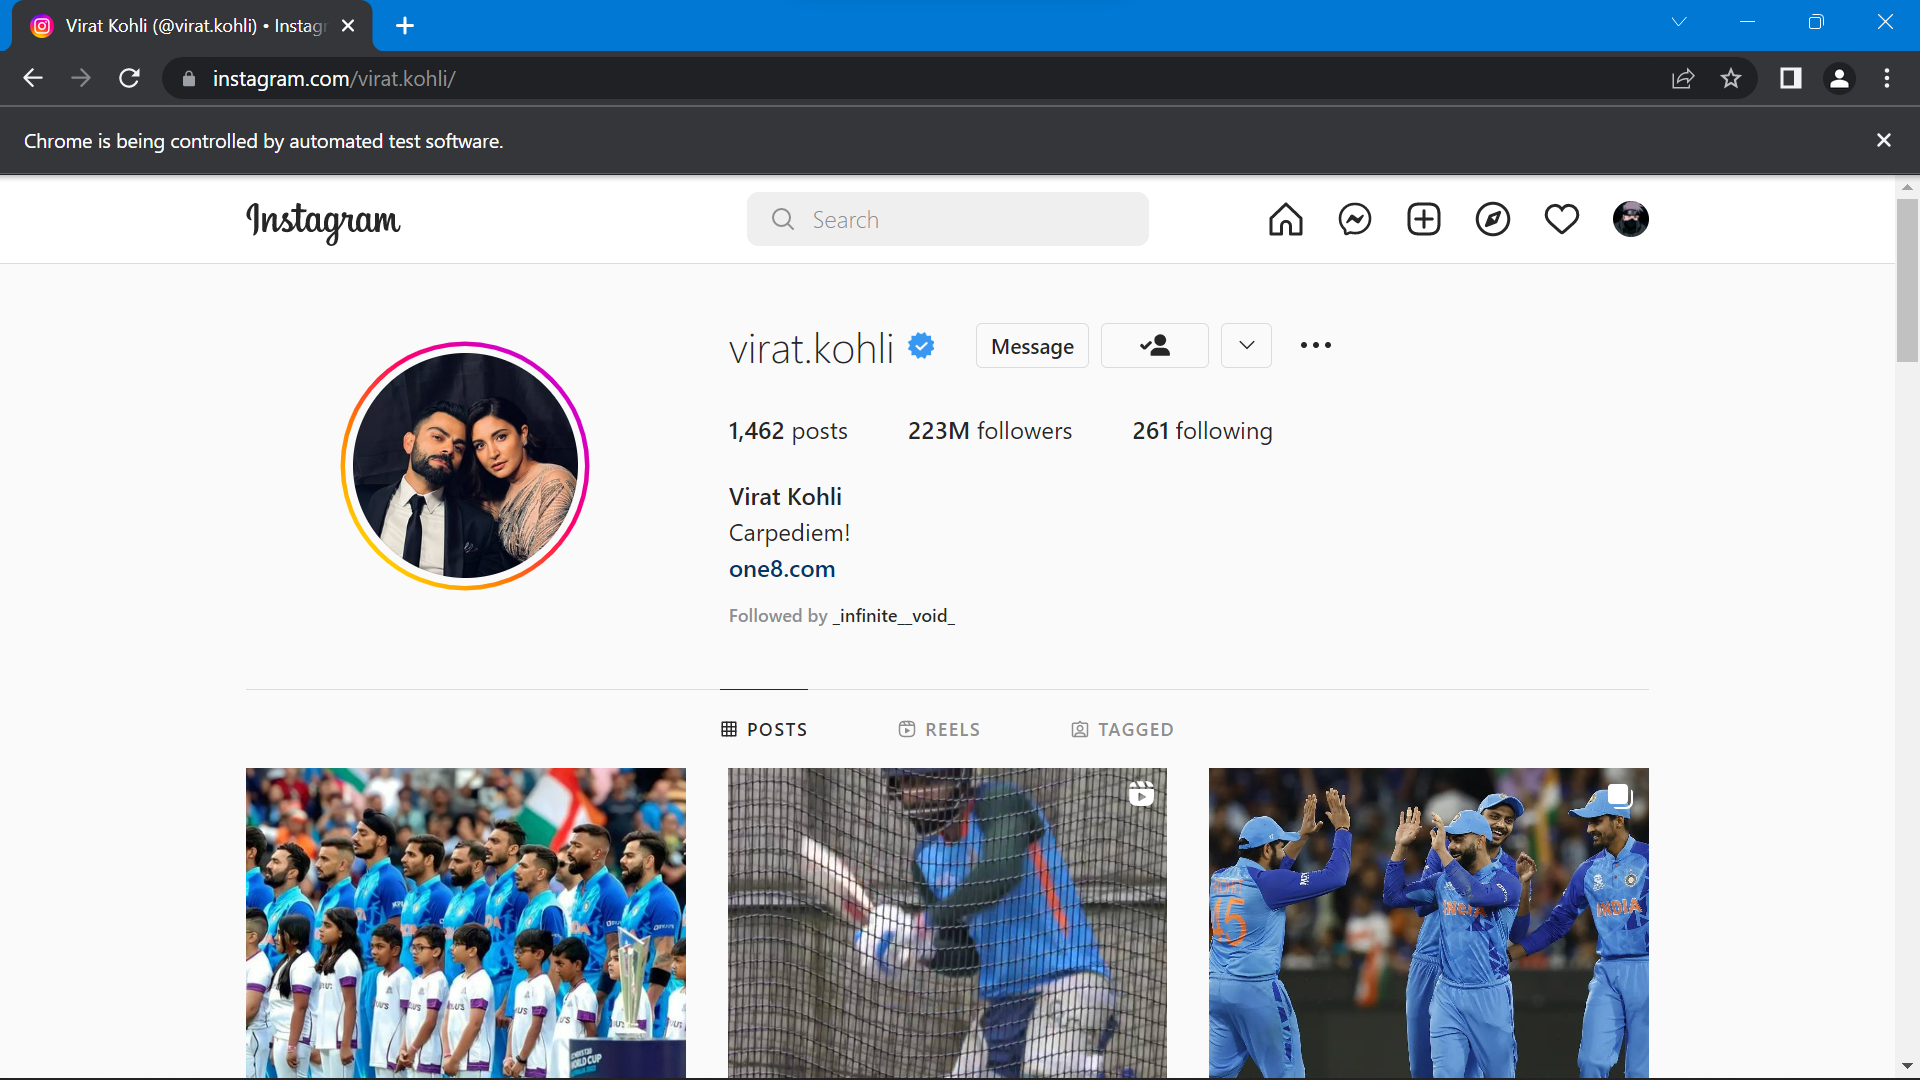 Virat Kohli (@virat.kohli) • Instagr
instagram.com/virat.kohli/
Chrome is being controlled by automated test software.
Instagram
Search
virat.kohli
Message
1,462 posts 223M followers 261 following
Virat Kohli
Carpediem!
one8.com
Followed by _infinite__void_
POSTS REELS TAGGED
INDIA
45
WORLD CUP